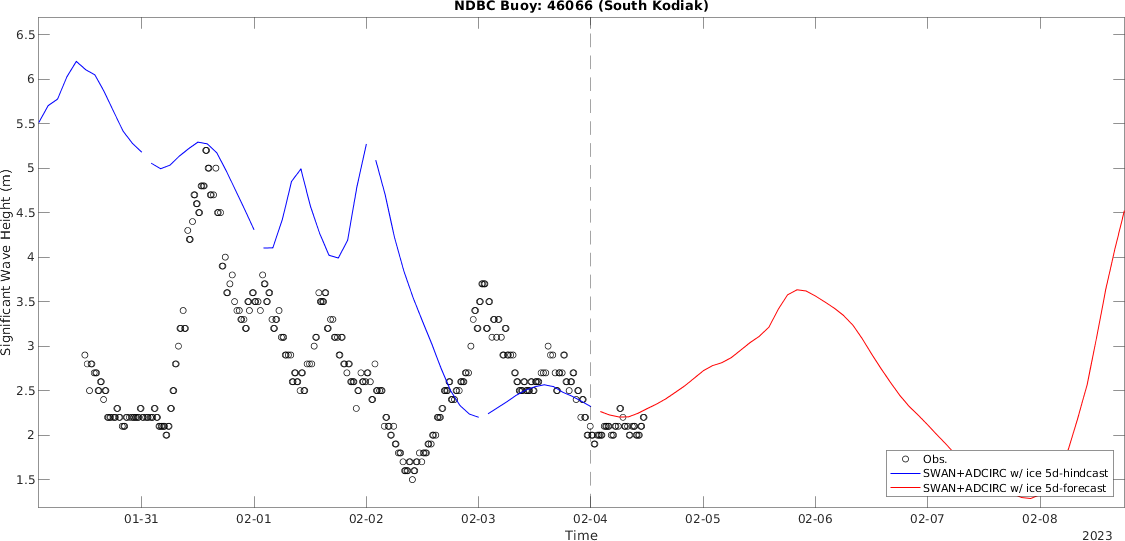 NDBC Buoy: 46066 (South Kodiak)
6.5
6
5.5
5
4.5
4
3.5
3
2.5
2
1.5
Significant Wave Height (m)
Obs.
SWAN+ADCIRC w/ ice 5d-hindcast
SWAN+ADCIRC w/ ice 5d-forecast
01-31 02-01 02-02 02-03 02-04 02-05 02-06 02-07 02-08
Time
2023